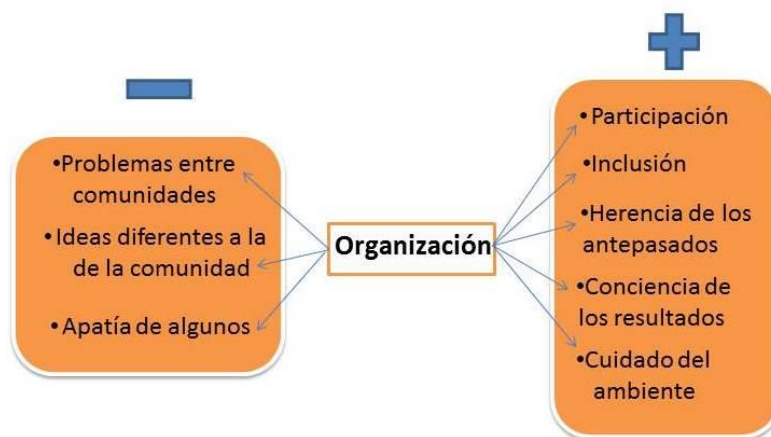 •Problemas entre
comunidades
•Ideas diferentes a la
de la comunidad
•Apatía de algunos
Organización
•Participación
•Inclusión
•Herencia de los
antepasados
•Conciencia de
los resultados
•Cuidado del
ambiente